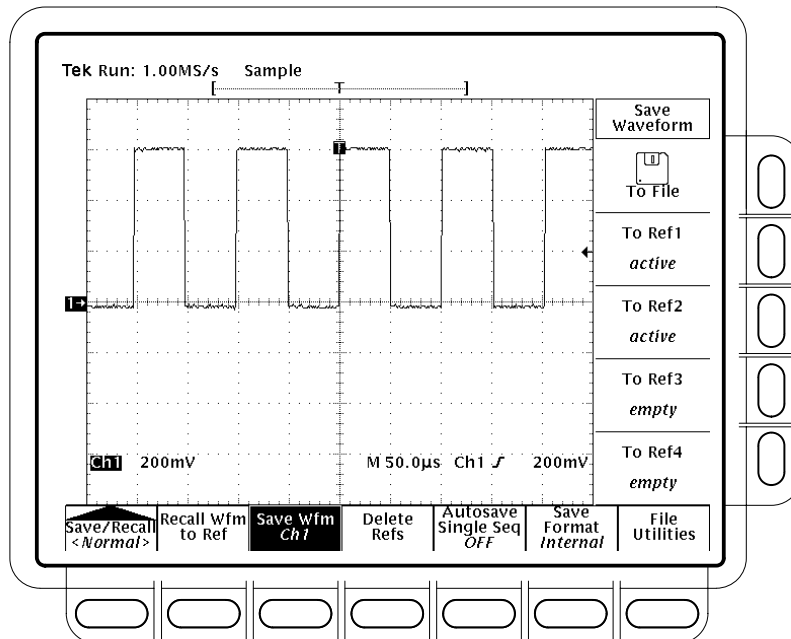 Tek Run: 1.00MS/s Sample
T
Save
Waveform
To File
T
To Ref1
active
1
To Ref2
active
To Ref3
empty
To Ref4
empty
Ch1 200mV M 50.0µs Ch1 200mV
Save/Recall
<Normal>
Recall Wfm
to Ref
Save Wfm
Ch1
Delete
Refs
Autosave
Single Seq
OFF
Save
Format
Internal
File
Utilities